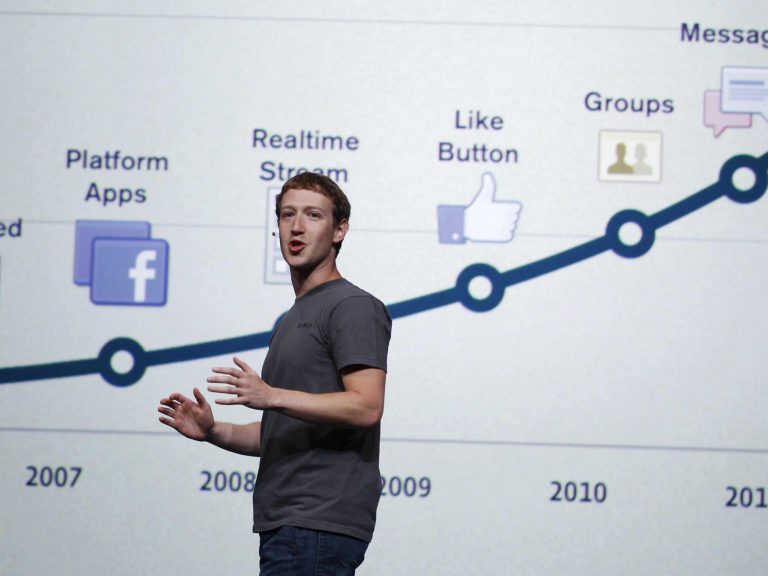 Messag
Groups
Like
Button
Realtime
Stream
Platform
Apps
ed
f
2007
2008
2009
2010
201